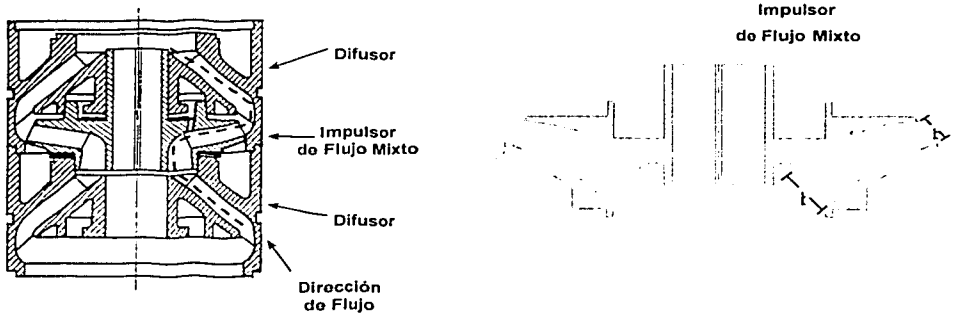 Difusor
Impulsor
de Flujo Mixto
Difusor
Dirección
de Flujo
Impulsor
de Flujo Mixto